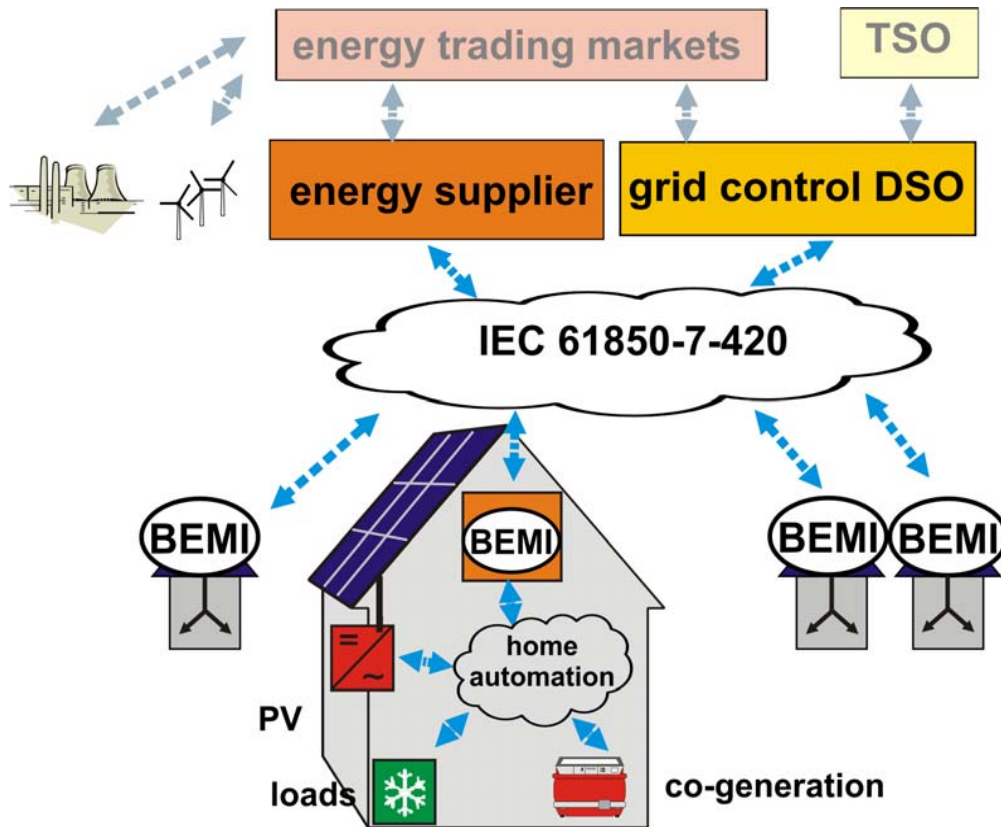 energy trading markets
TSO
energy supplier
grid control DSO
IEC 61850-7-420
BEMI
BEMI
BEMI
BEMI
home
automation
=
~
PV
loads
co-generation